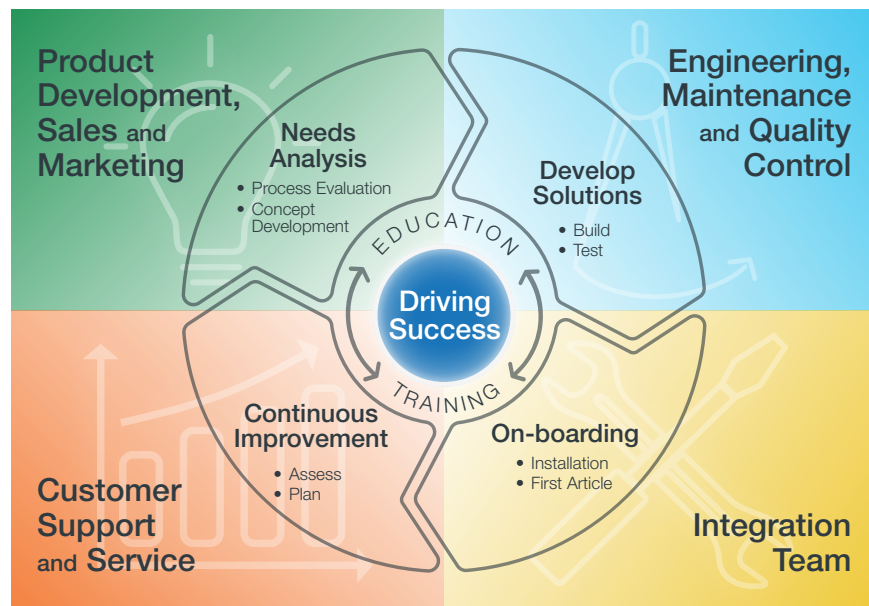 Product
Development,
Sales and
Marketing
Needs
Analysis
• Process Evaluation
• Concept
Development
Engineering,
Maintenance
and Quality
Control
Develop
Solutions
• Build
• Test
EDUCATION
Driving
Success
TRAINING
Continuous
Improvement
• Assess
• Plan
Customer
Support
and Service
On-boarding
• Installation
• First Article
Integration
Team